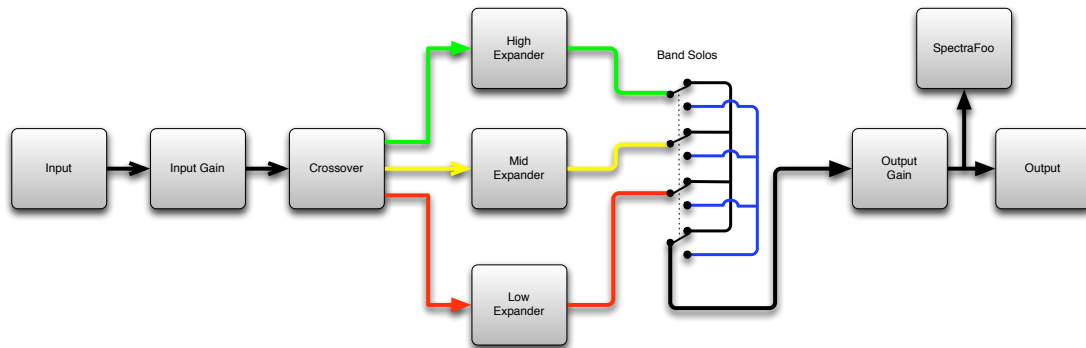 High
Expander
SpectraFoo
Band Solos
Input
Input Gain
Crossover
Mid
Expander
Output
Gain
Output
Low
Expander